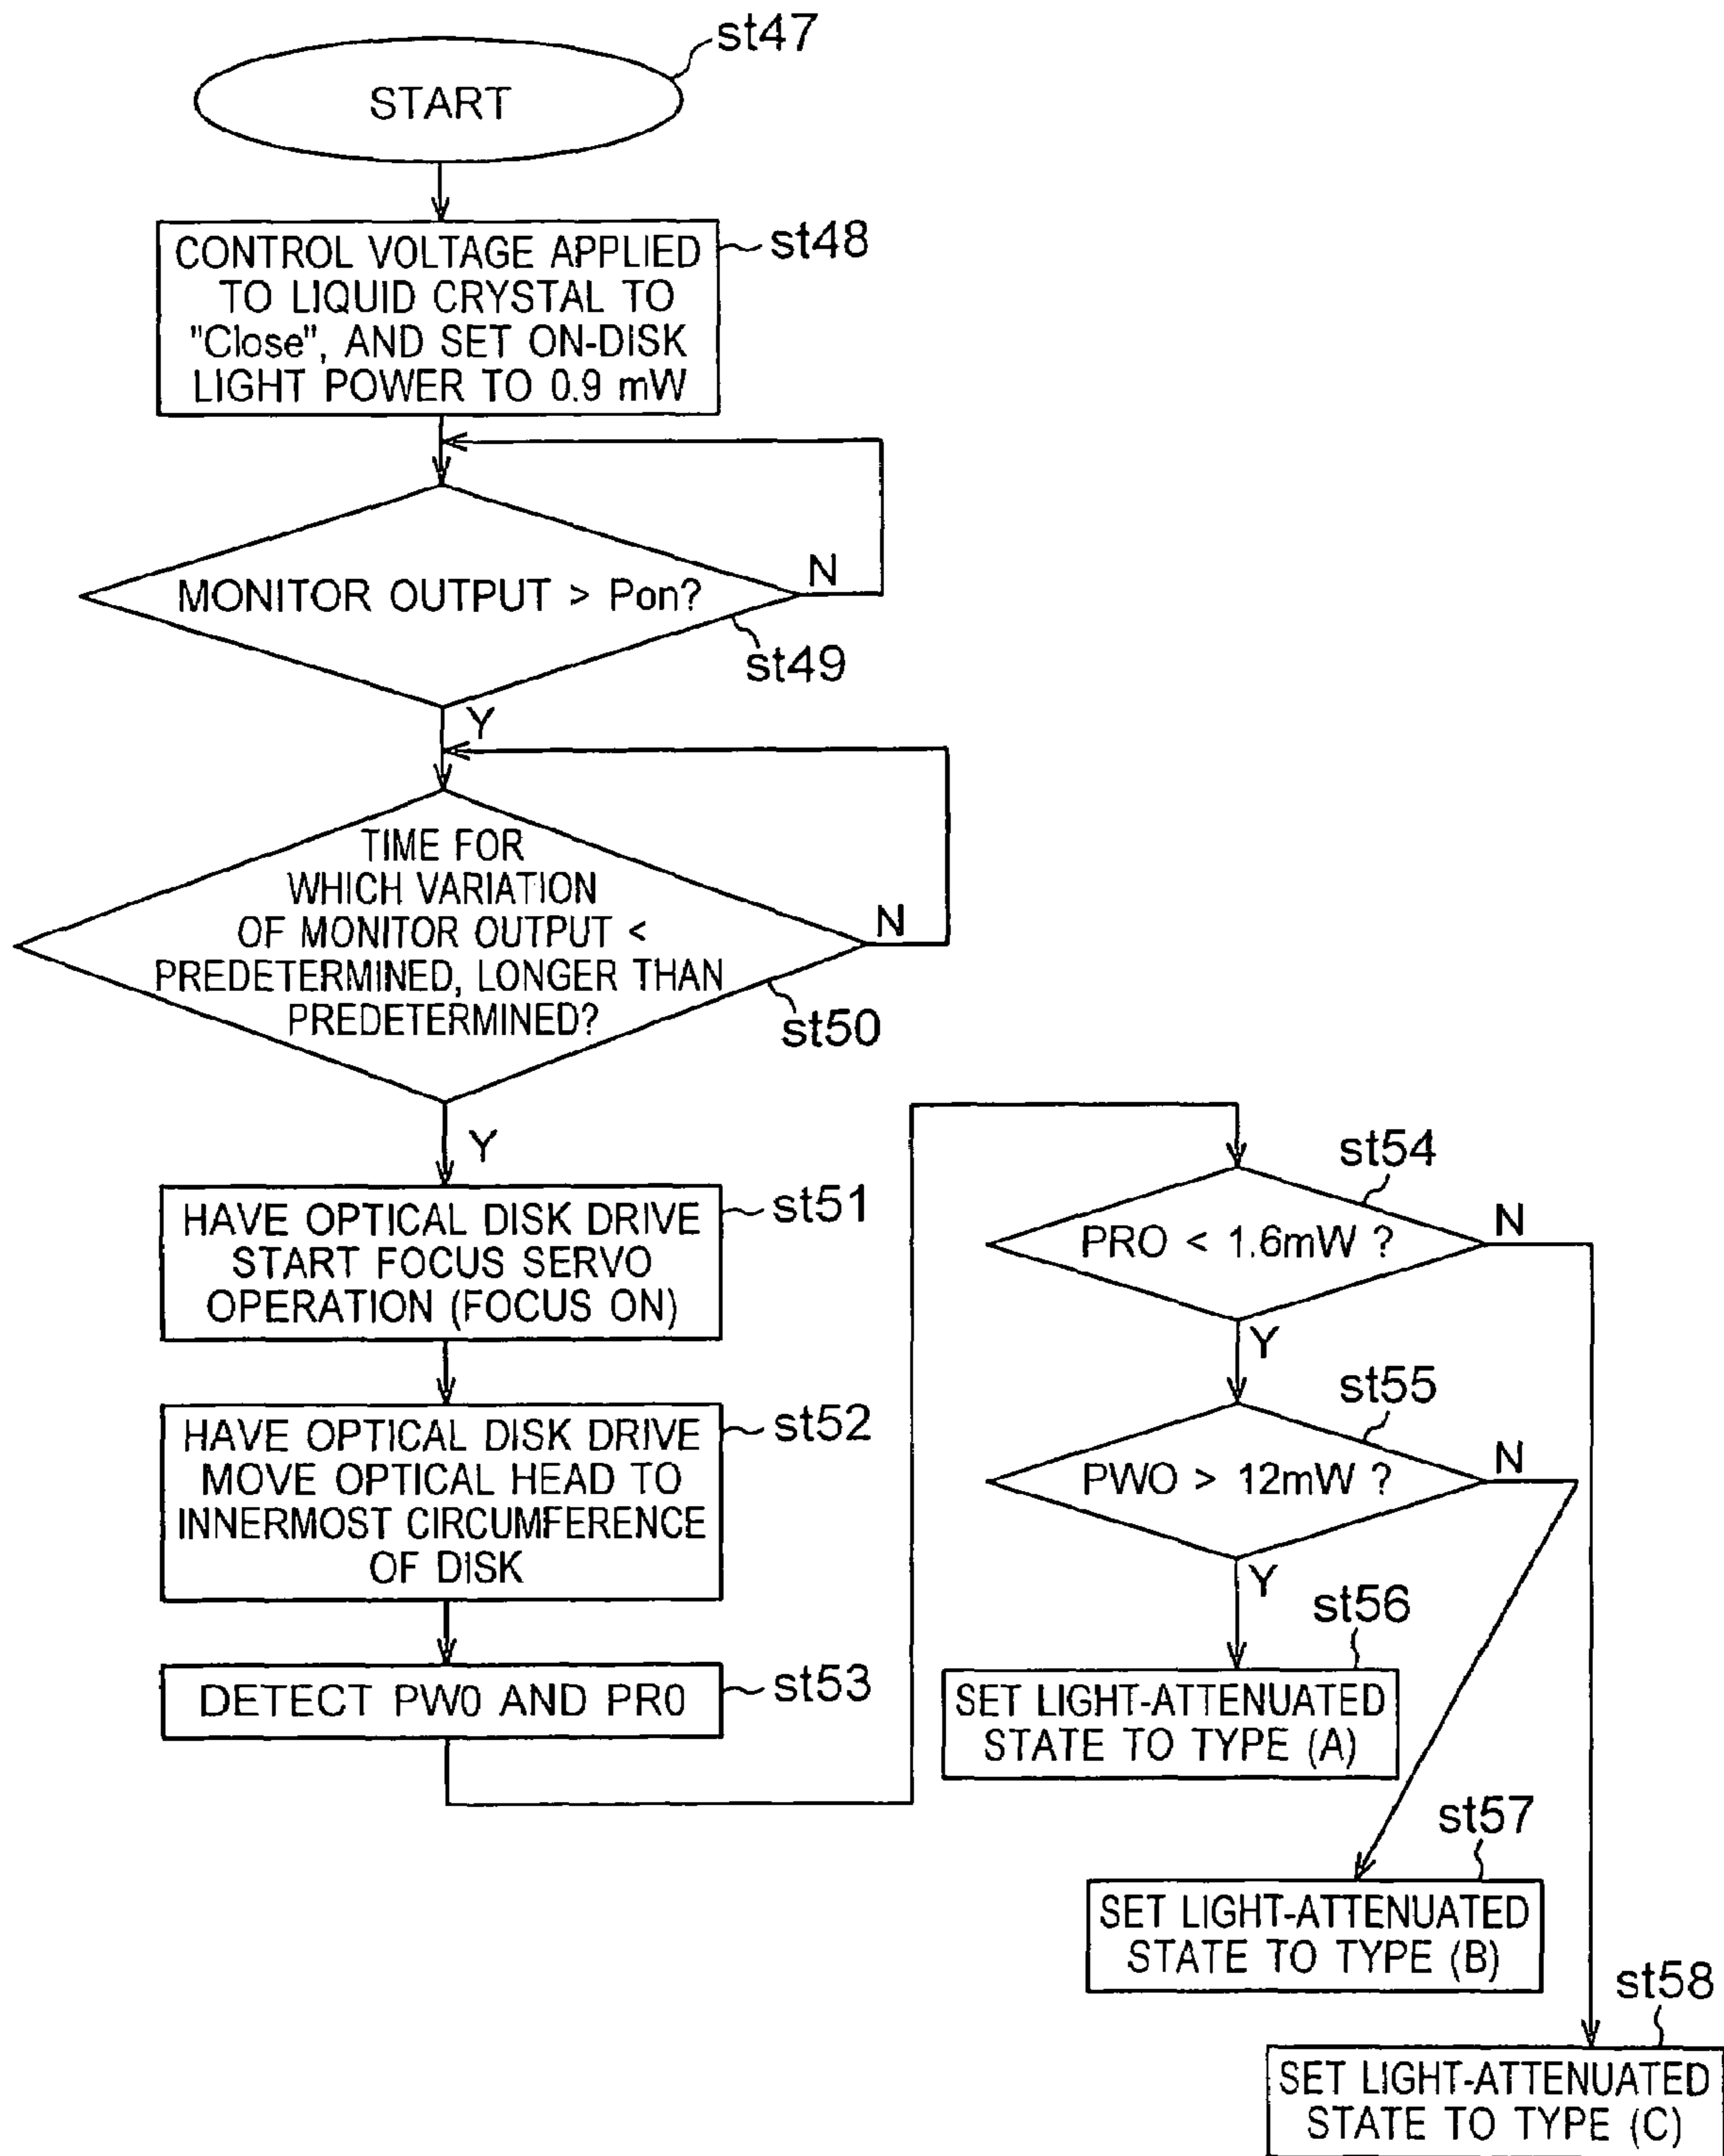 st47
START
st48
CONTROL VOLTAGE APPLIED
TO LIQUID CRYSTAL TO
"Close", AND SET ON-DISK
LIGHT POWER TO 0.9 mW
MONITOR OUTPUT > Pon?
N
st49
Y
TIME FOR
WHICH VARIATION
OF MONITOR OUTPUT <
PREDETERMINED, LONGER THAN
PREDETERMINED?
N
st50
Y
HAVE OPTICAL DISK DRIVE
START FOCUS SERVO
OPERATION (FOCUS ON)
st51
HAVE OPTICAL DISK DRIVE
MOVE OPTICAL HEAD TO
INNERMOST CIRCUMFERENCE
OF DISK
st52
DETECT PW0 AND PR0
st53
st54
PRO < 1.6mW ?
N
Y
st55
PWO > 12mW ?
N
Y
st56
SET LIGHT-ATTENUATED
STATE TO TYPE (A)
st57
SET LIGHT-ATTENUATED
STATE TO TYPE (B)
st58
SET LIGHT-ATTENUATED
STATE TO TYPE (C)